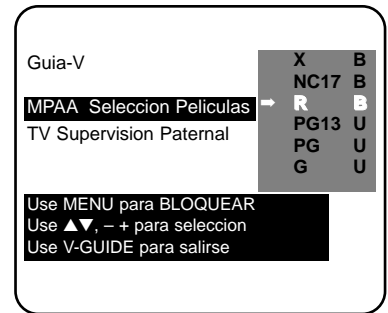 Guia-V
MPAA Seleccion Peliculas
TV Supervision Paternal
X B
NC17 B
➡ R B
PG13 U
PG U
G U
Use MENU para BLOQUEAR
Use ▲▼, – + para seleccion
Use V-GUIDE para salirse